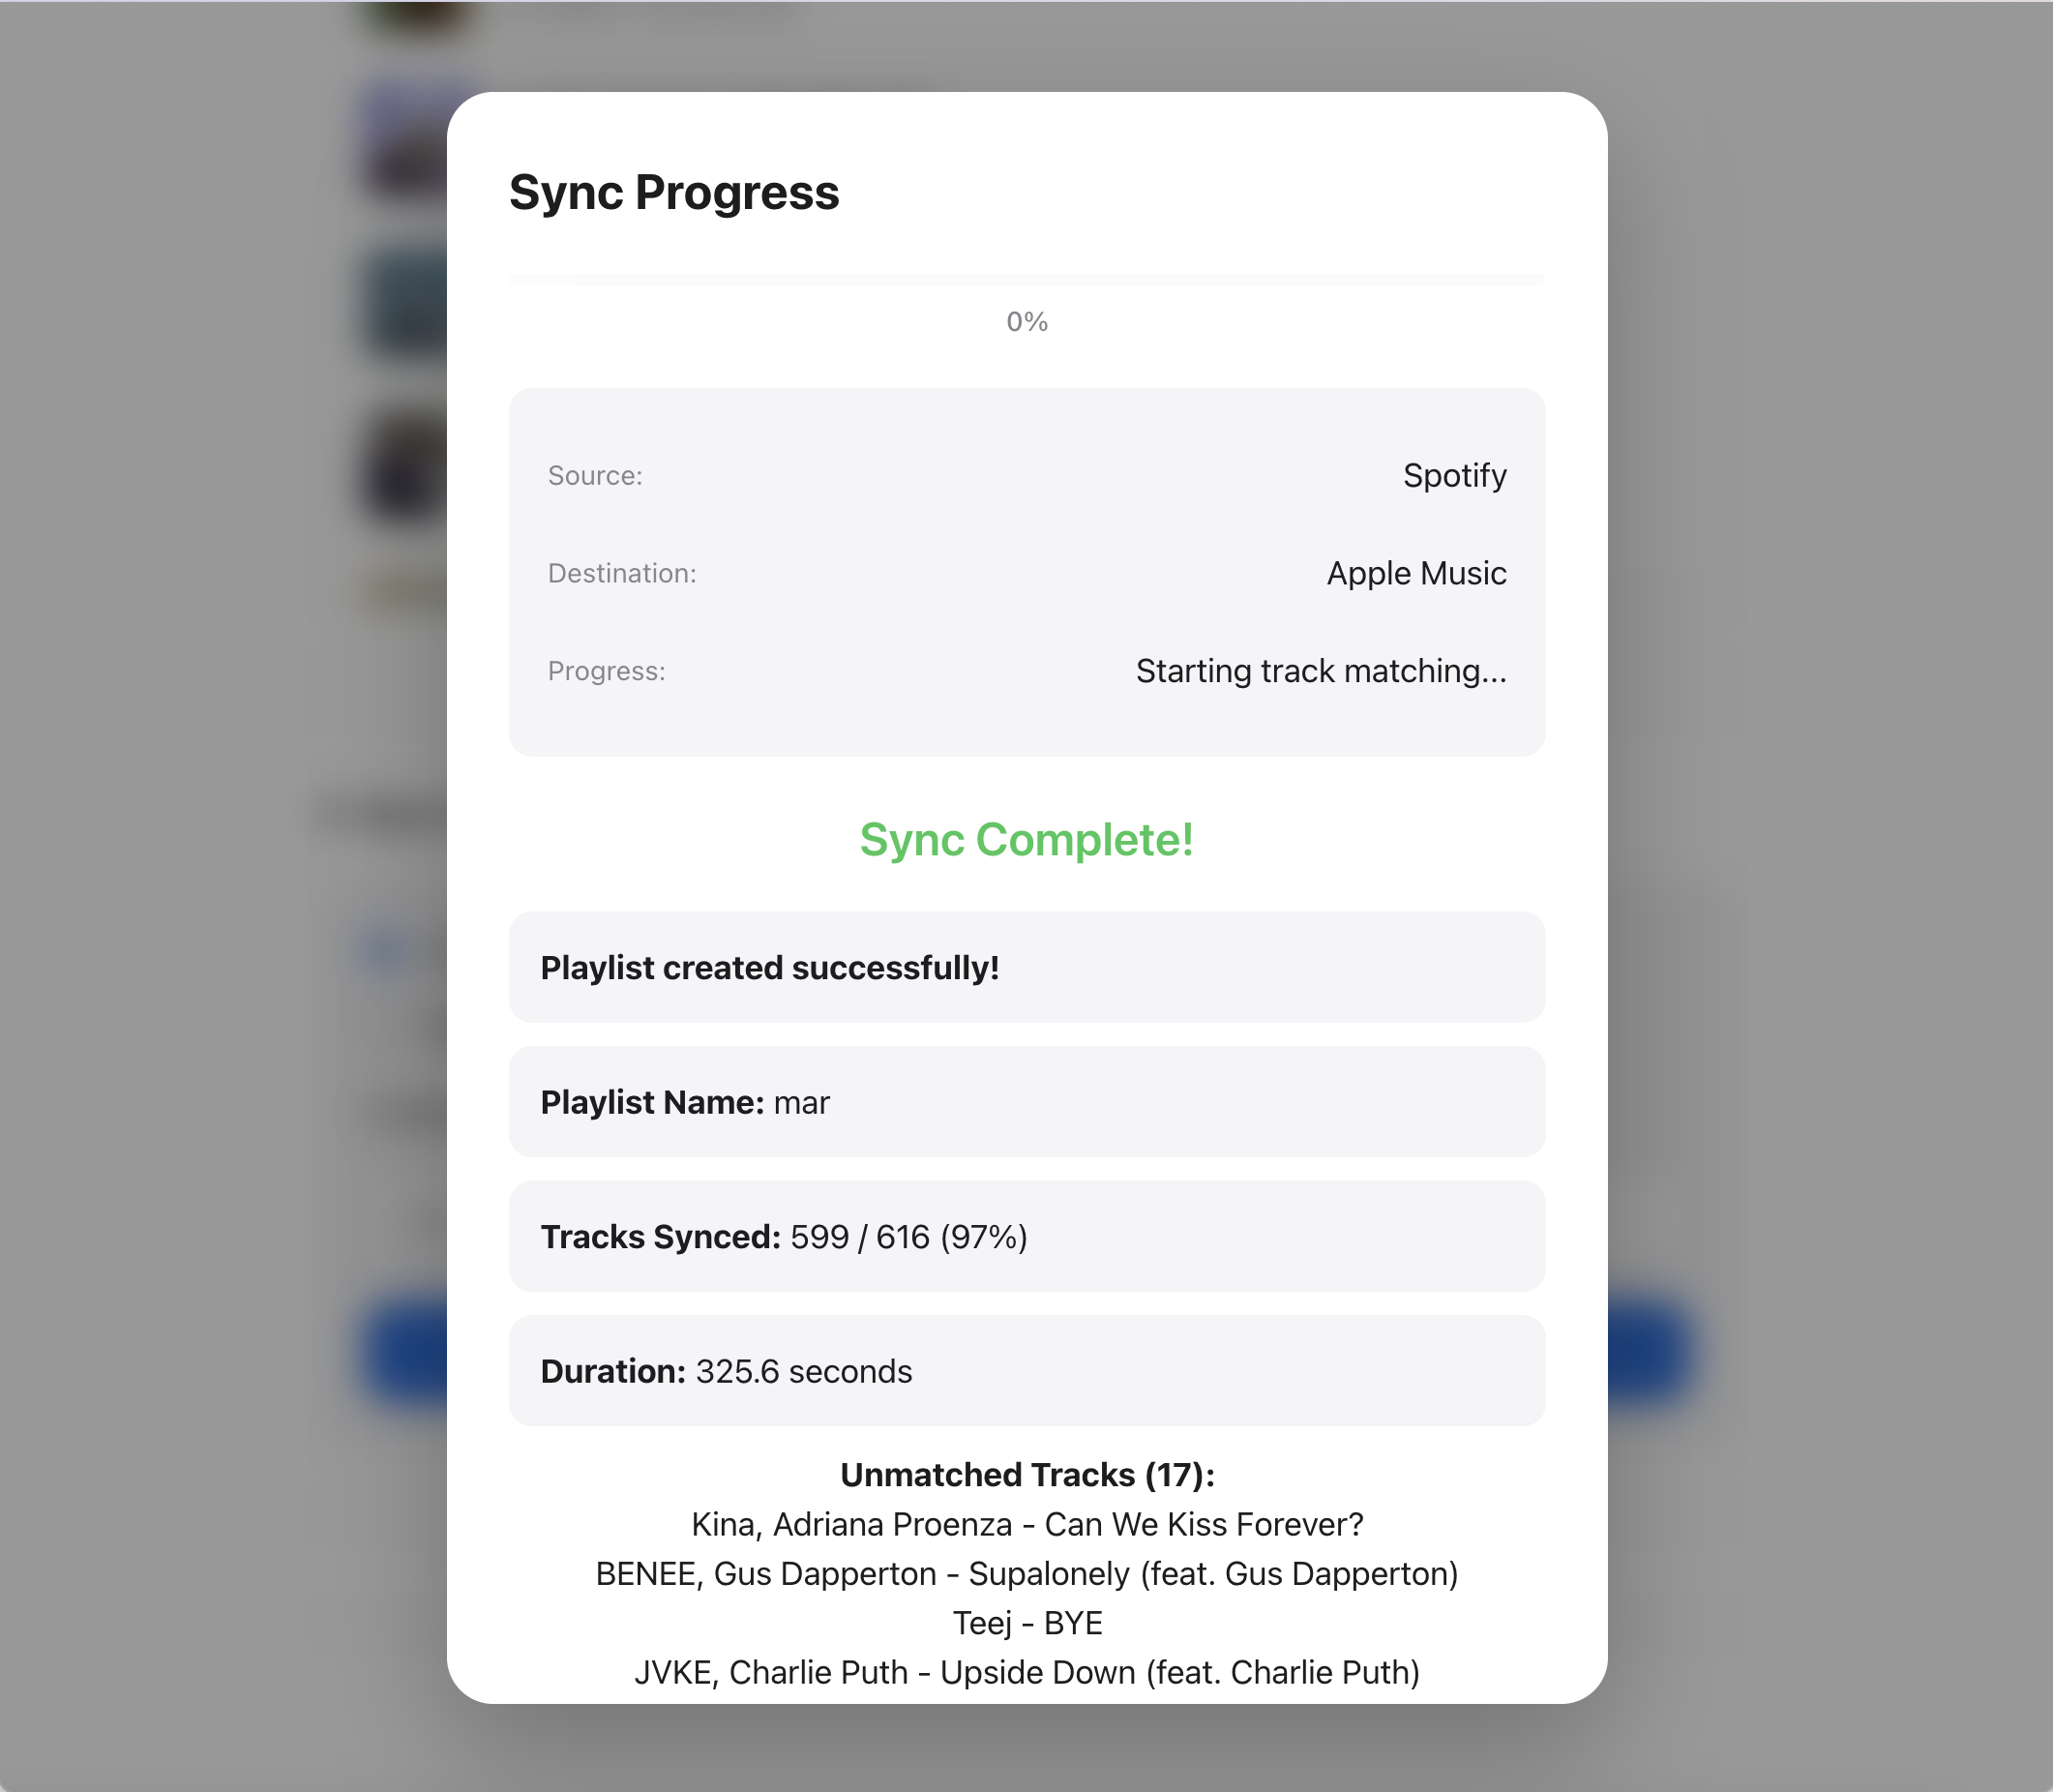 Sync Progress
0%
Source: Spotify
Destination: Apple Music
Progress: Starting track matching...
Sync Complete!
Playlist created successfully!
Playlist Name: mar
Tracks Synced: 599 / 616 (97%)
Duration: 325.6 seconds
Unmatched Tracks (17):
Kina, Adriana Proenza - Can We Kiss Forever?
BENEE, Gus Dapperton - Supalonely (feat. Gus Dapperton)
Teej - BYE
JVKE, Charlie Puth - Upside Down (feat. Charlie Puth)